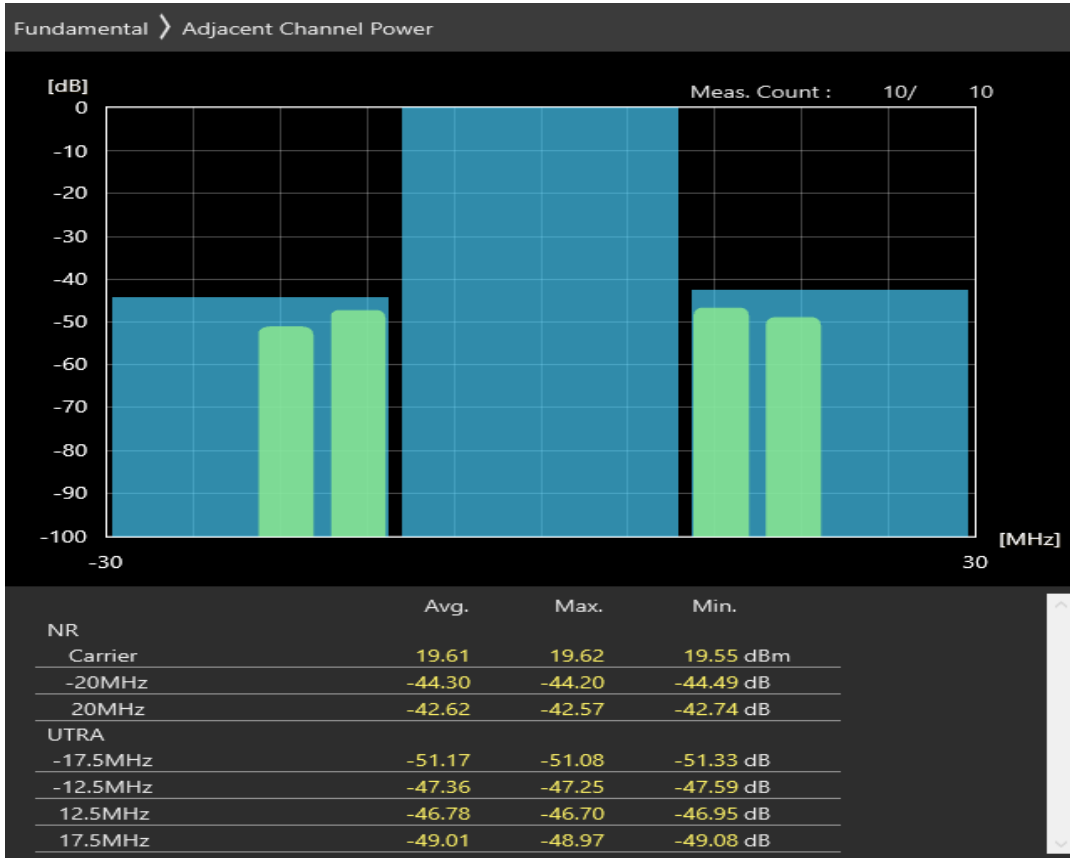 Fundamental 〉 Adjacent Channel Power
[dB]
Meas. Count : 10/ 10
0
-10
-20
-30
-40
-50
-60
-70
-80
-90
-100
[MHz]
-30 30
Avg. Max. Min.
NR
Carrier 19.61 19.62 19.55 dBm
-20MHz -44.30 -44.20 -44.49 dB
20MHz -42.62 -42.57 -42.74 dB
UTRA
-17.5MHz -51.17 -51.08 -51.33 dB
-12.5MHz -47.36 -47.25 -47.59 dB
12.5MHz -46.78 -46.70 -46.95 dB
17.5MHz -49.01 -48.97 -49.08 dB